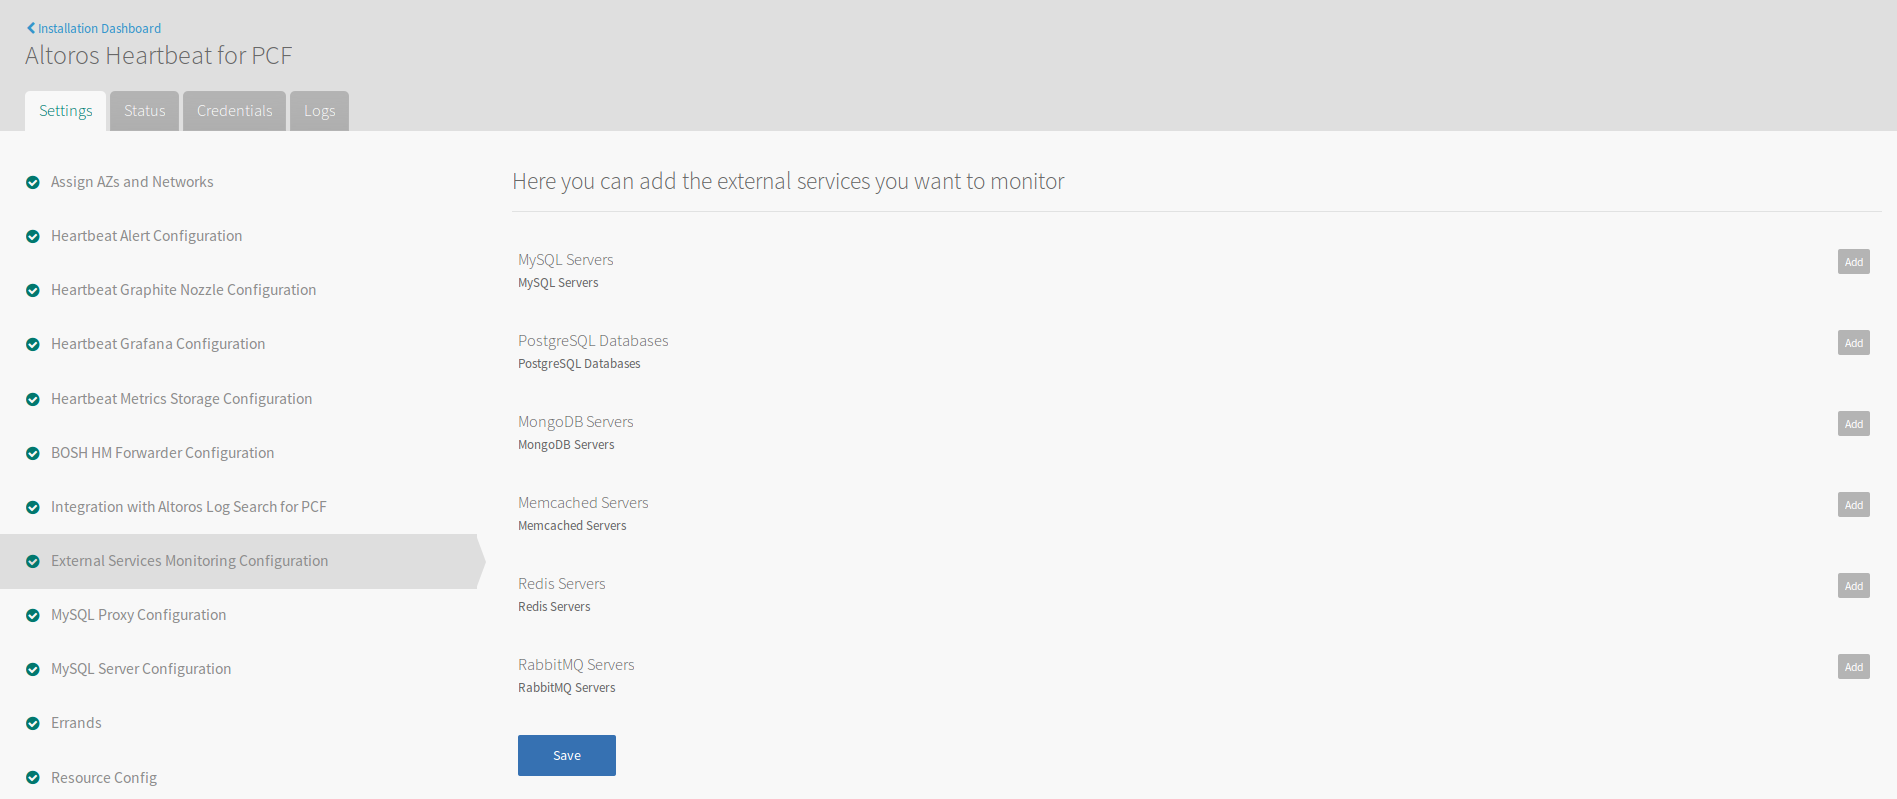 Installation Dashboard
Altoros Heartbeat for PCF
Settings Status Credentials Logs
Assign AZs and Networks
Heartbeat Alert Configuration
Heartbeat Graphite Nozzle Configuration
Heartbeat Grafana Configuration
Heartbeat Metrics Storage Configuration
BOSH HM Forwarder Configuration
Integration with Altoros Log Search for PCF
External Services Monitoring Configuration
MySQL Proxy Configuration
MySQL Server Configuration
Errands
Resource Config
Here you can add the external services you want to monitor
MySQL Servers Add
MySQL Servers
PostgreSQL Databases Add
PostgreSQL Databases
MongoDB Servers Add
MongoDB Servers
Memcached Servers Add
Memcached Servers
Redis Servers Add
Redis Servers
RabbitMQ Servers Add
RabbitMQ Servers
Save